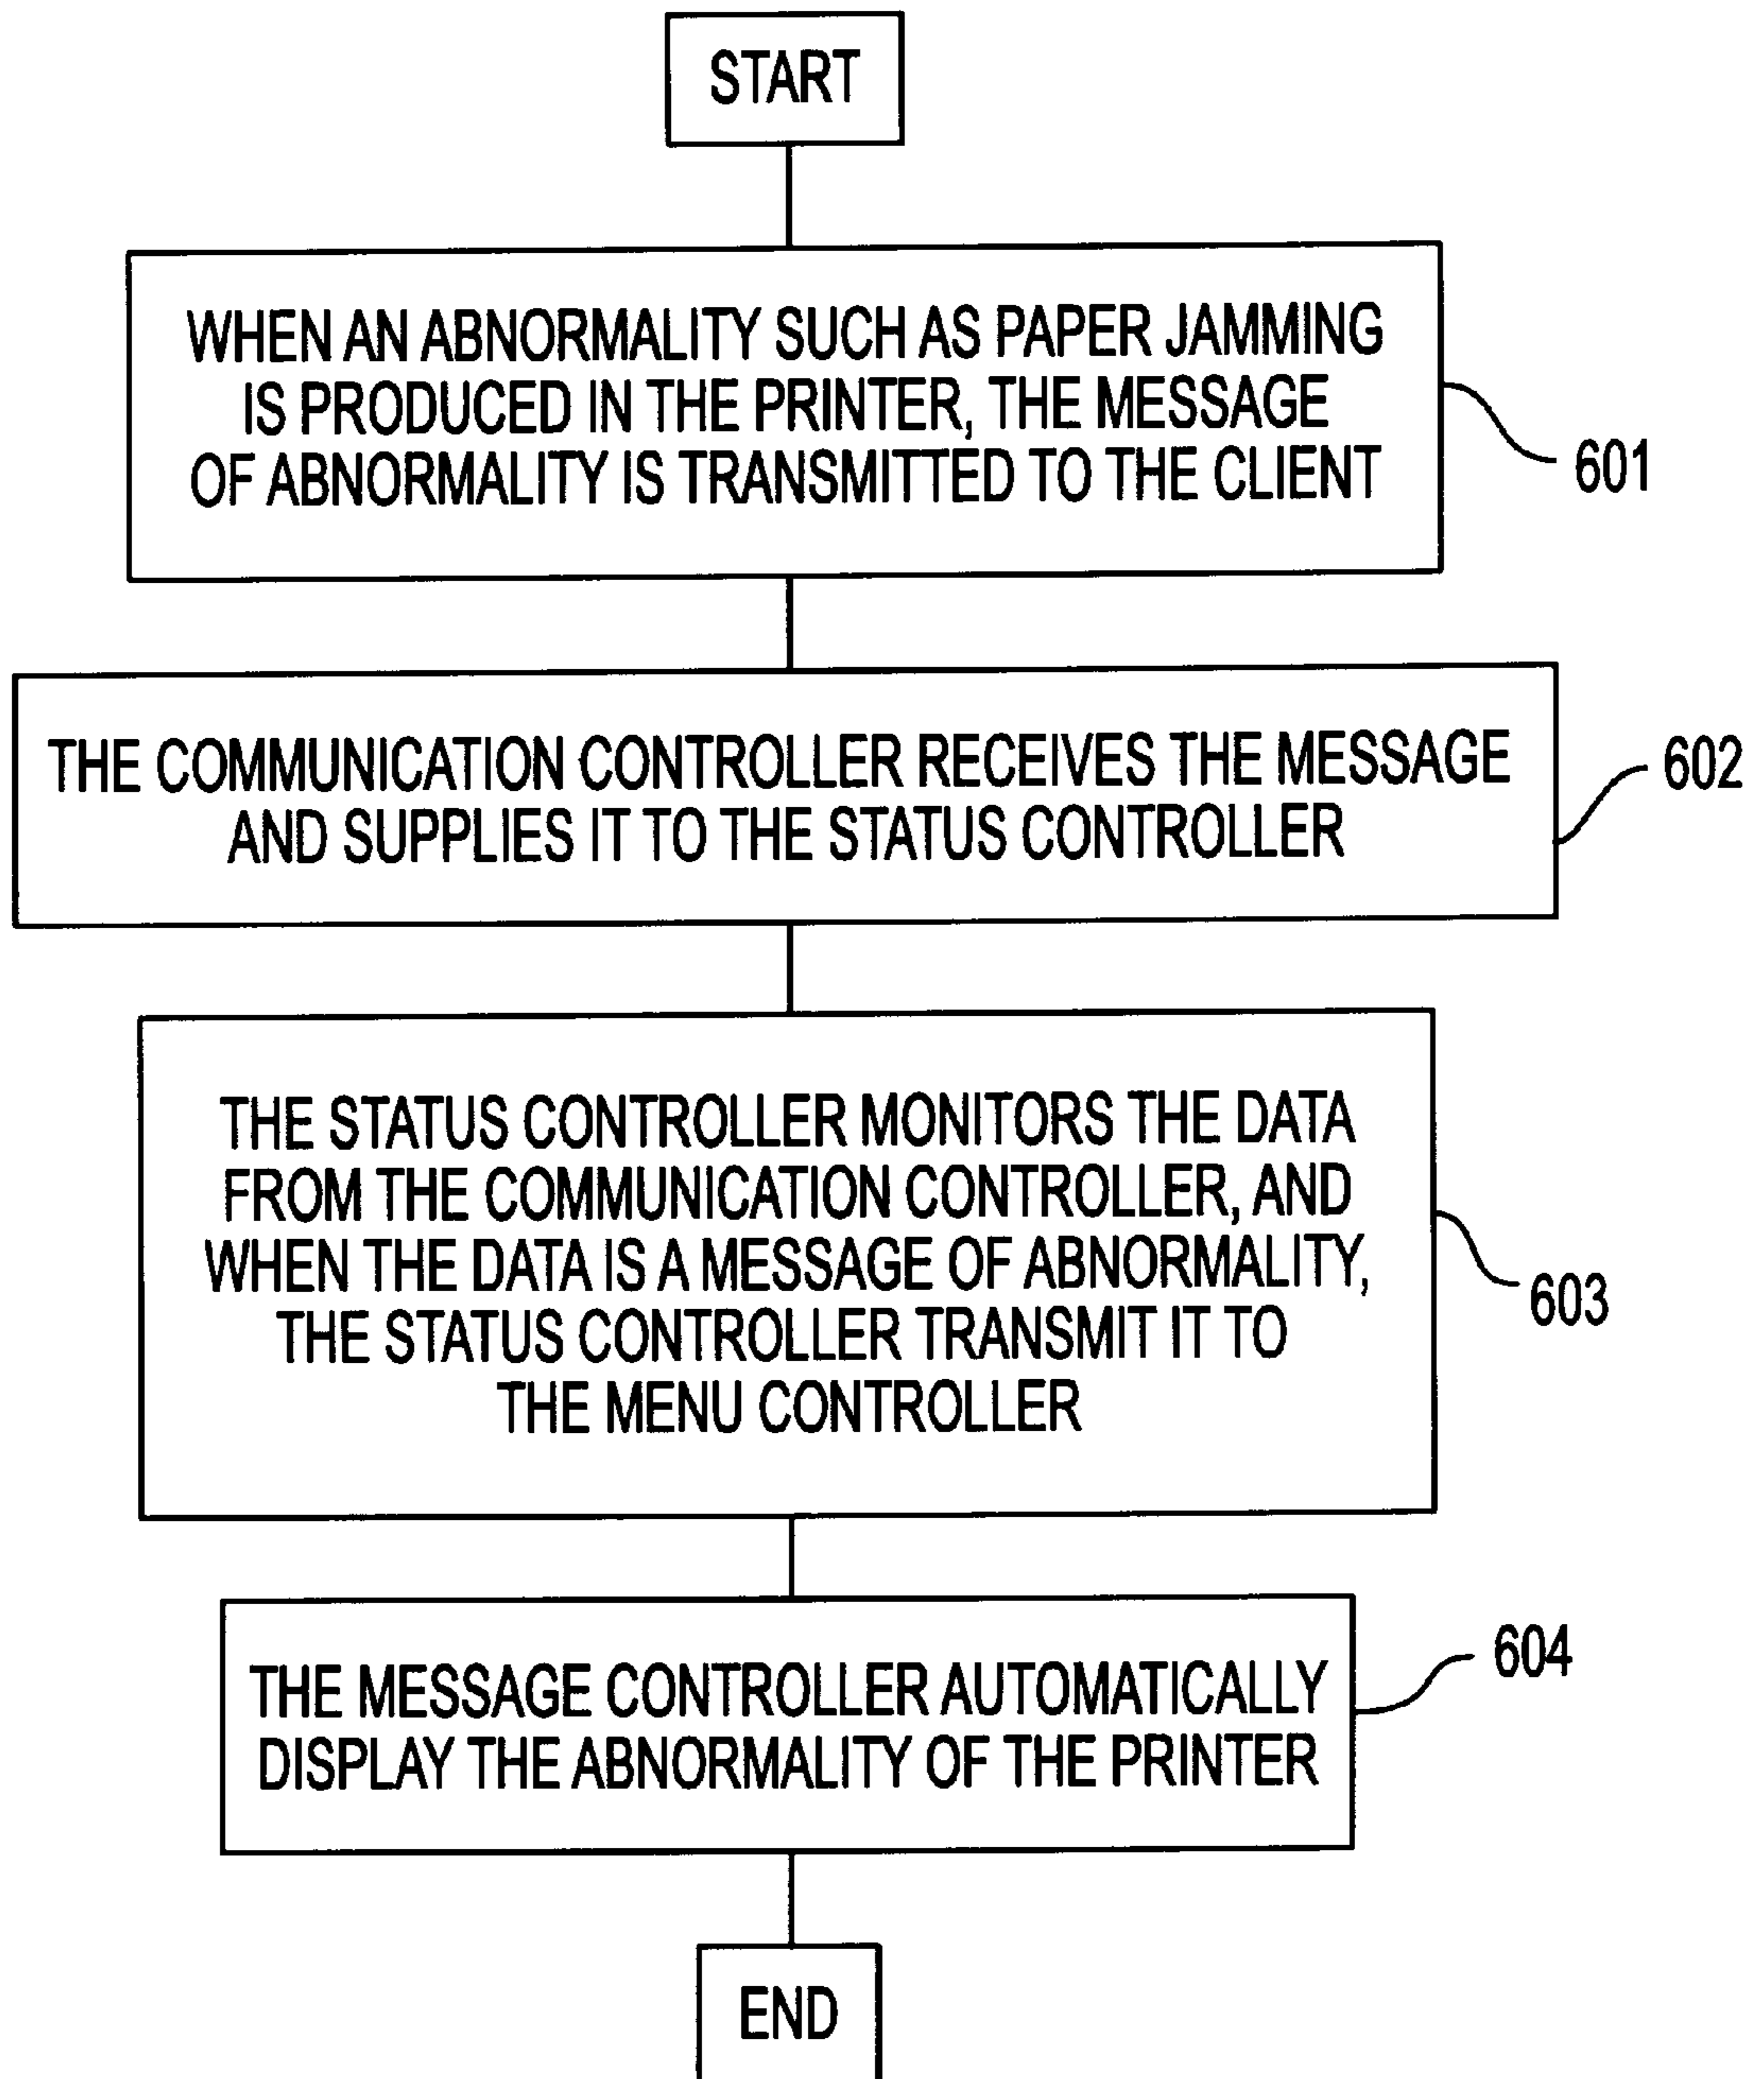 START
WHEN AN ABNORMALITY SUCH AS PAPER JAMMING
IS PRODUCED IN THE PRINTER, THE MESSAGE
OF ABNORMALITY IS TRANSMITTED TO THE CLIENT
601
THE COMMUNICATION CONTROLLER RECEIVES THE MESSAGE
AND SUPPLIES IT TO THE STATUS CONTROLLER
602
THE STATUS CONTROLLER MONITORS THE DATA
FROM THE COMMUNICATION CONTROLLER, AND
WHEN THE DATA IS A MESSAGE OF ABNORMALITY,
THE STATUS CONTROLLER TRANSMIT IT TO
THE MENU CONTROLLER
603
THE MESSAGE CONTROLLER AUTOMATICALLY
DISPLAY THE ABNORMALITY OF THE PRINTER
604
END